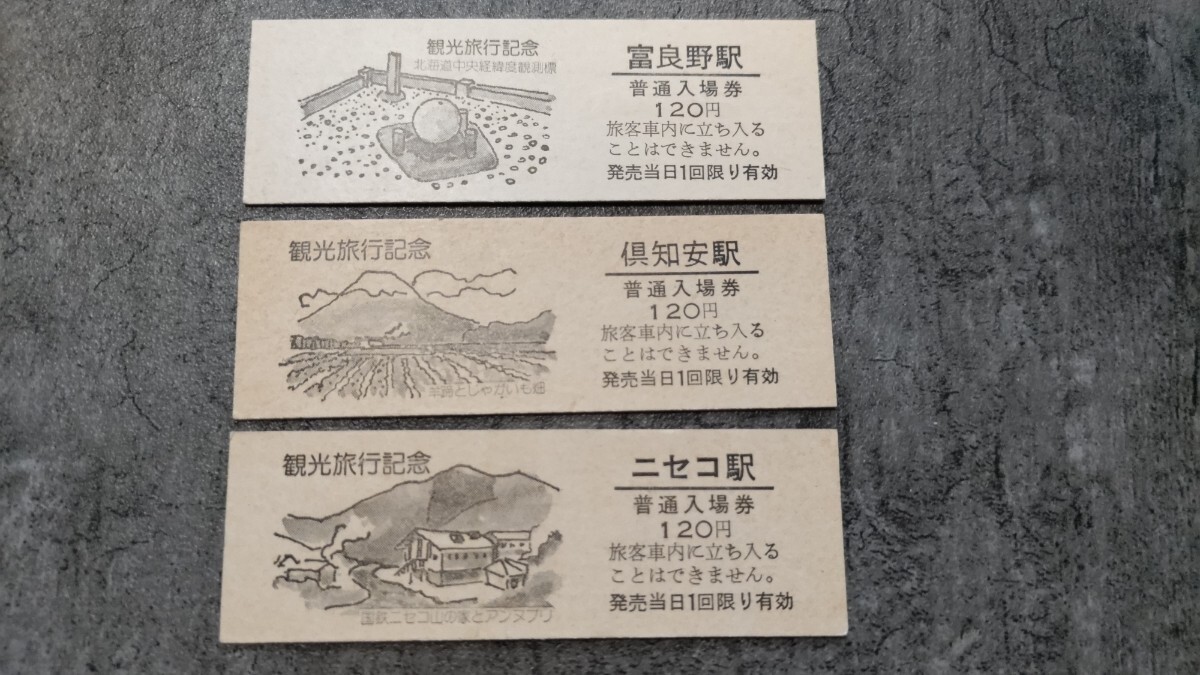 観光旅行記念
北海道中央経緯度観測標
富良野駅
普通入場券
120円
旅客車内に立ち入る
ことはできません。
発売当日1回限り有効
観光旅行記念
羊蹄とじゃがいも畑
倶知安駅
普通入場券
120円
旅客車内に立ち入る
ことはできません。
発売当日1回限り有効
観光旅行記念
国鉄ニセコ山の家とアンヌプリ
ニセコ駅
普通入場券
120円
旅客車内に立ち入る
ことはできません。
発売当日1回限り有効